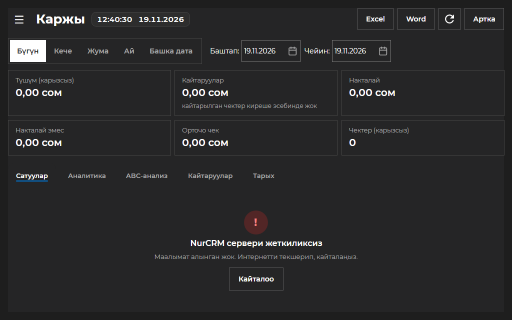 ☰ Каржы 12:40:30 19.11.2026 Excel Word Артка
Бүгүн Кече Жума Ай Башка дата Баштап: 19.11.2026 Чейин: 19.11.2026
Түшүм (карызсыз) Кайтаруулар Накталай
0,00 сом 0,00 сом 0,00 сом
кайтарылган чектер киреше эсебинде жок
Накталай эмес Орточо чек Чектер (карызсыз)
0,00 сом 0,00 сом 0
Сатуулар Аналитика ABC-анализ Кайтаруулар Тарых
!
NurCRM сервери жеткиликсиз
Маалымат алынган жок. Интернетти текшерип, кайталаңыз.
Кайталоо